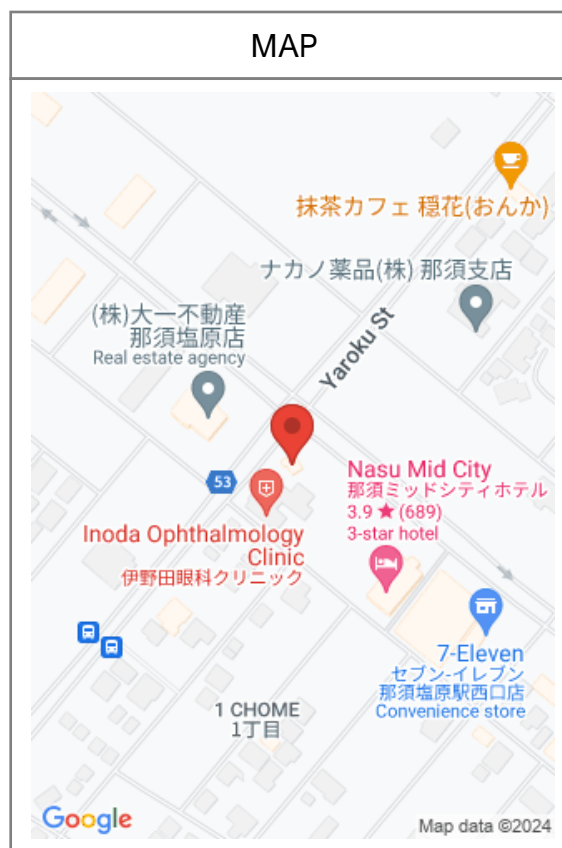 MAP
抹茶カフェ 穏花(おんか)
ナカノ薬品(株) 那須支店
(株)大一不動産
那須塩原店
Real estate agency
Yaroku St
53
Nasu Mid City
那須ミッドシティホテル
3.9 ★ (689)
3-star hotel
Inoda Ophthalmology
Clinic
伊野田眼科クリニック
7-Eleven
セブン-イレブン
那須塩原駅西口店
Convenience store
1 CHOME
1丁目
Google
Map data ©2024